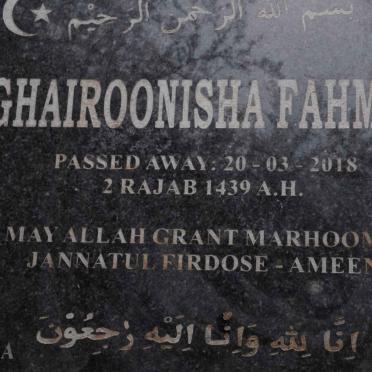 بسم الله الرحمن الرحيم
GHAIROONISHA FAHM
PASSED AWAY: 20 - 03 - 2018
2 RAJAB 1439 A.H.
MAY ALLAH GRANT MARHOOM
JANNATUL FIRDOSE - AMEEN
اِنَّا لِلّٰهِ وَاِنَّا اِلَيْهِ رٰجِعُوْنَ
A